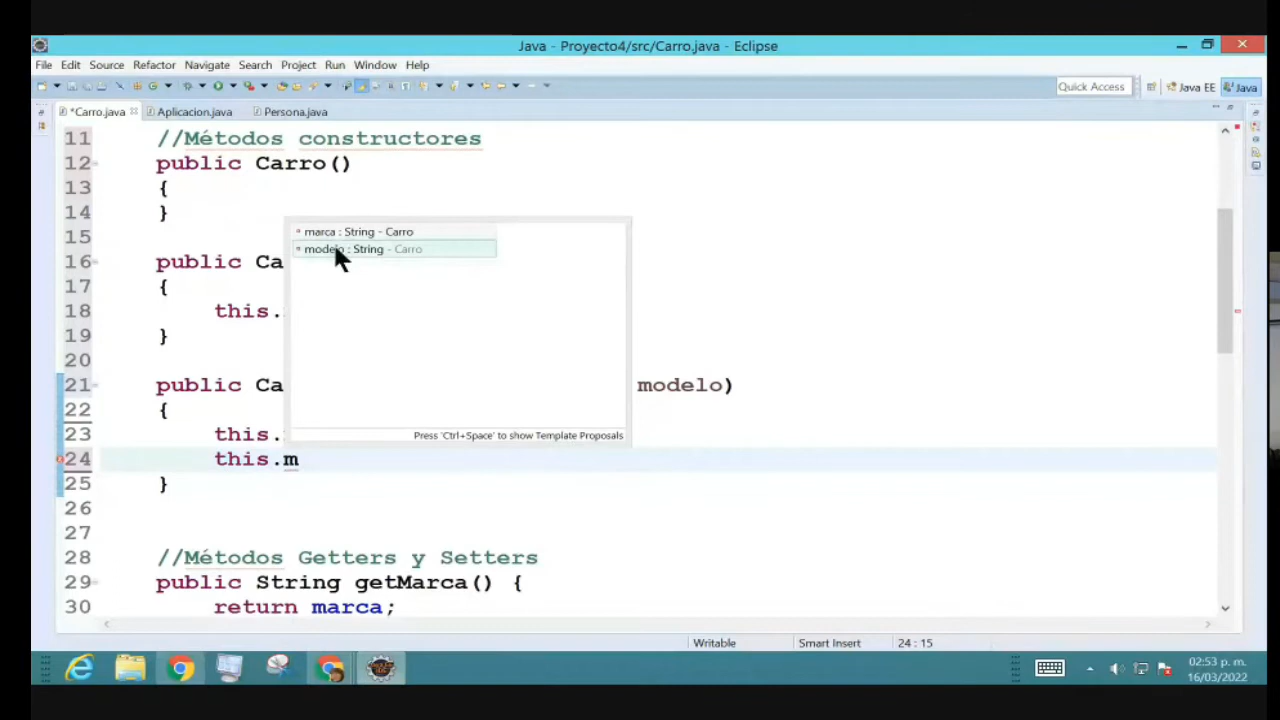 Java - Proyecto4/src/Carro.java - Eclipse
File Edit Source Refactor Navigate Search Project Run Window Help
Quick Access Java EE Java
*Carro.java Aplicacion.java Persona.java
11 //Métodos constructores
12 public Carro()
13 {
14 }
15
marca : String - Carro
modelo : String - Carro
16 public Ca
17 {
18 this.
19 }
20
21 public Ca modelo)
22 {
23 this.
Press 'Ctrl+Space' to show Template Proposals
24 this.m
25 }
26
27
28 //Métodos Getters y Setters
29 public String getMarca() {
30 return marca;
Writable Smart Insert 24 : 15
02:53 p. m.
16/03/2022